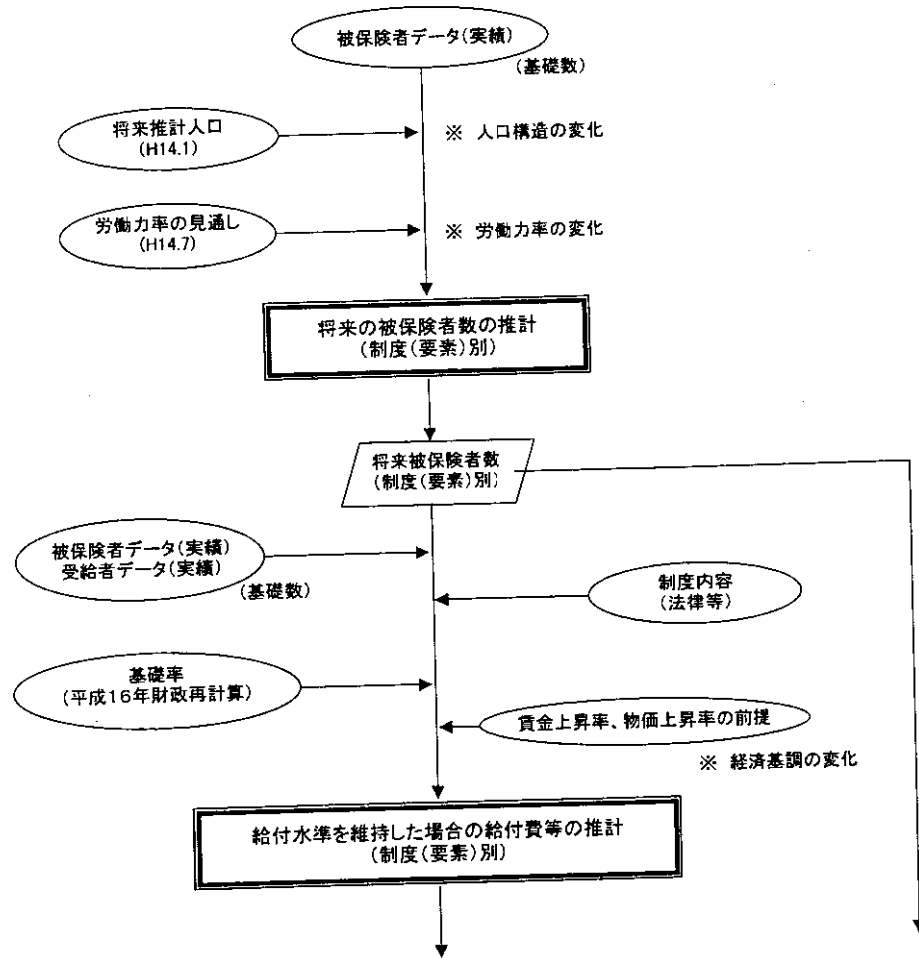 被保険者データ(実績)
(基礎数)
将来推計人口
(H14.1)
※ 人口構造の変化
労働力率の見通し
(H14.7)
※ 労働力率の変化
将来の被保険者数の推計
(制度(要素)別)
将来被保険者数
(制度(要素)別)
被保険者データ(実績)
受給者データ(実績)
(基礎数)
制度内容
(法律等)
基礎率
(平成16年財政再計算)
賃金上昇率、物価上昇率の前提
※ 経済基調の変化
給付水準を維持した場合の給付費等の推計
(制度(要素)別)